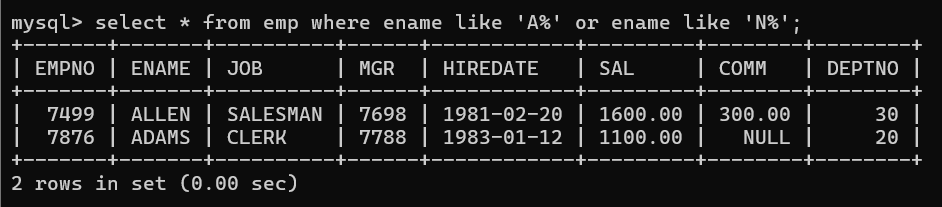 mysql> select * from emp where ename like 'A%' or ename like 'N%';
+-------+-------+----------+------+------------+---------+--------+--------+
| EMPNO | ENAME | JOB      | MGR  | HIREDATE   | SAL     | COMM   | DEPTNO |
+-------+-------+----------+------+------------+---------+--------+--------+
|  7499 | ALLEN | SALESMAN | 7698 | 1981-02-20 | 1600.00 | 300.00 |     30 |
|  7876 | ADAMS | CLERK    | 7788 | 1983-01-12 | 1100.00 |   NULL |     20 |
+-------+-------+----------+------+------------+---------+--------+--------+
2 rows in set (0.00 sec)